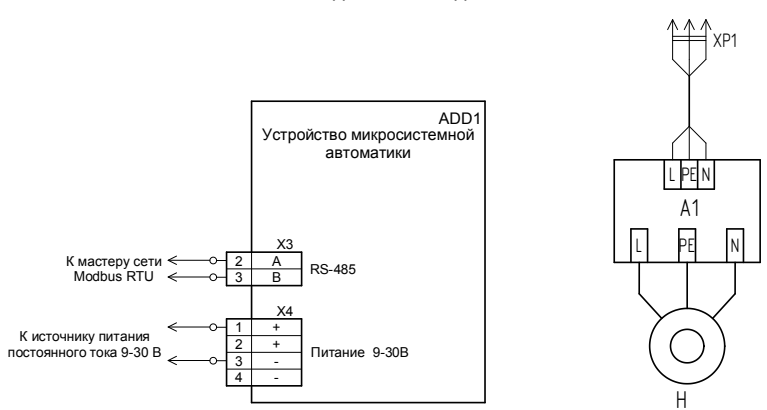 XP1
ADD1
Устройство микросистемной
автоматики
L PE N
A1
L PE N
H
X3
К мастеру сети
Modbus RTU
2 A
3 B
RS-485
X4
К источнику питания
постоянного тока 9-30 В
1 +
2 +
3 -
4 -
Питание 9-30В